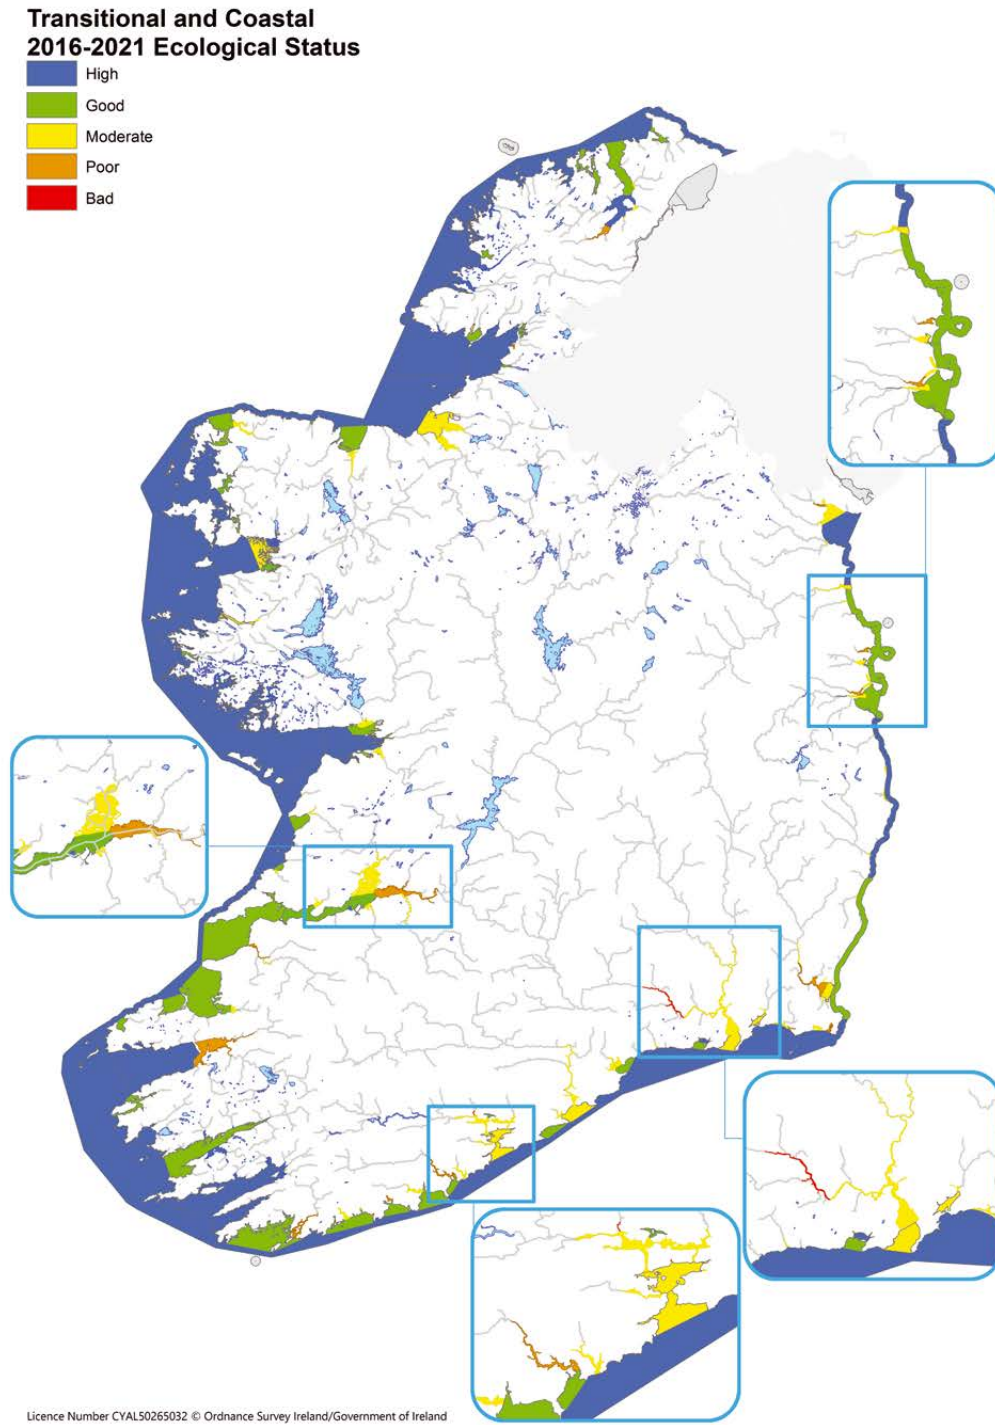 Transitional and Coastal
2016-2021 Ecological Status
High
Good
Moderate
Poor
Bad
Licence Number CYAL50265032 © Ordnance Survey Ireland/Government of Ireland